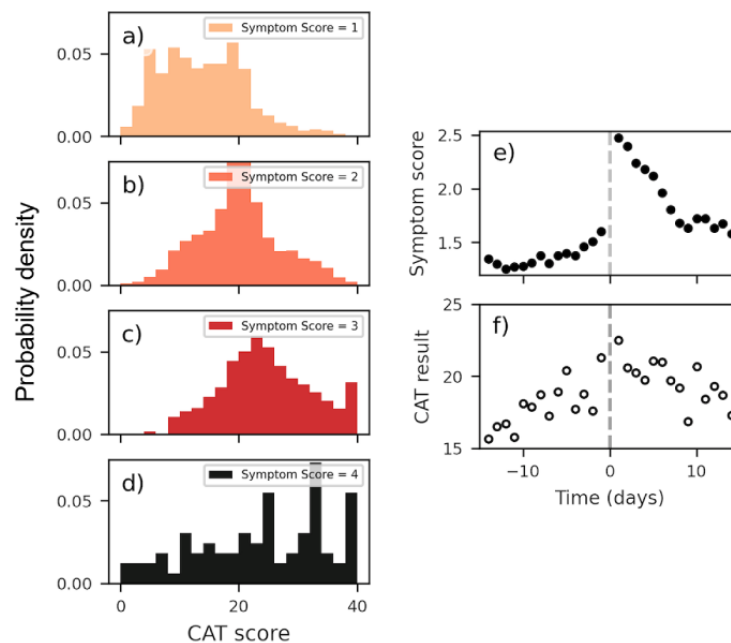 Probability density
a)
Symptom Score = 1
0.05
0.00
b)
Symptom Score = 2
0.05
0.00
c)
Symptom Score = 3
0.05
0.00
d)
Symptom Score = 4
0.05
0.00
0 20 40
CAT score
e)
Symptom score
2.5
2.0
1.5
f)
CAT result
25
20
15
−10 0 10
Time (days)